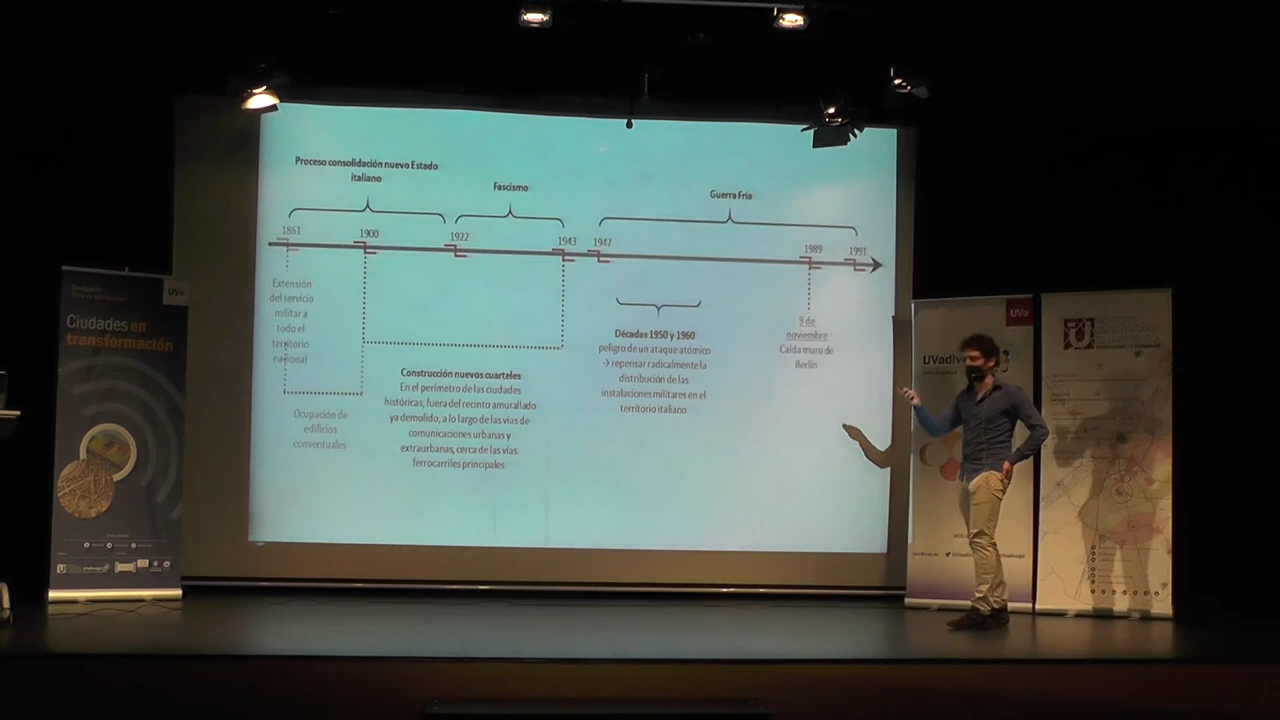 Proceso consolidación nuevo Estado
italiano
Fascismo
Guerra Fría
1861
1900
1922
1943
1947
1989
1991
Extensión
del servicio
militar a
todo el
territorio
nacional
Ocupación de
edificios
conventuales
Construcción nuevos cuarteles
En el perímetro de las ciudades
históricas, fuera del recinto amurallado
ya demolido, a lo largo de las vías de
comunicaciones urbanas y
extraurbanas, cerca de las vías
ferrocarriles principales
Décadas 1950 y 1960
peligro de un ataque atómico
→ repensar radicalmente la
distribución de las
instalaciones militares en el
territorio italiano
9 de
noviembre
Caída muro de
Berlín
UVa
Ciudades en
transformación
UVa
UVadiv
INSTITUTO
UNIVERSITARIO